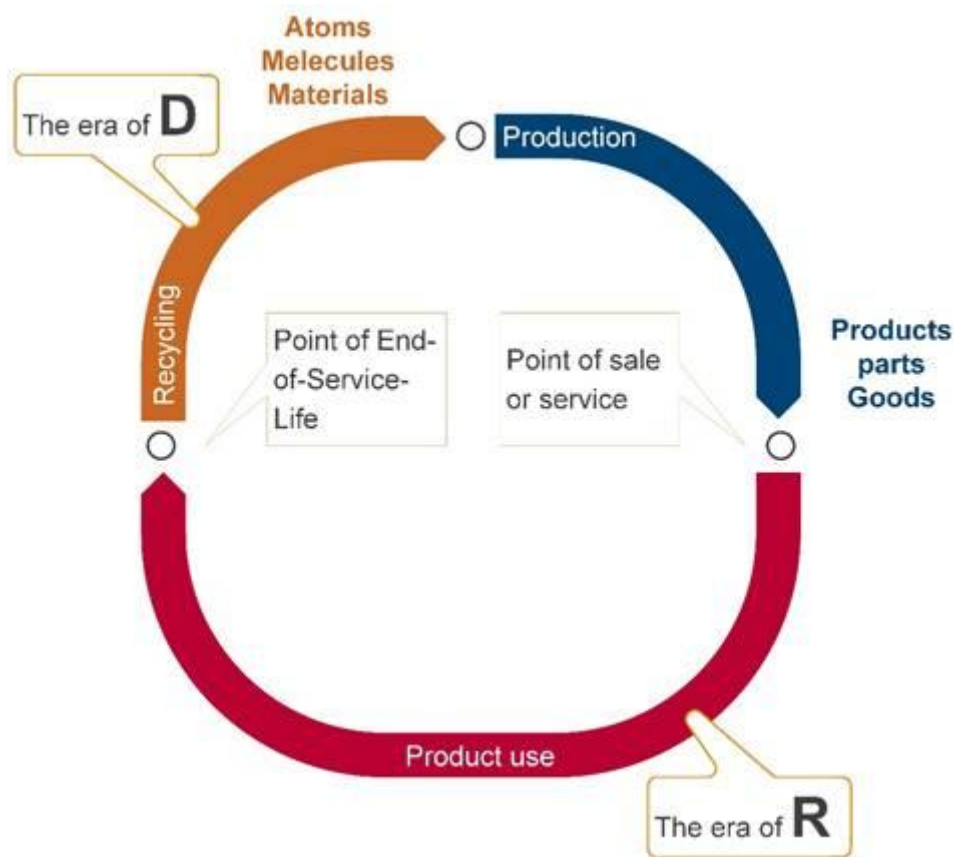 Atoms
Melecules
Materials
The era of D
Production
Recycling
Point of End-
of-Service-
Life
Point of sale
or service
Products
parts
Goods
Product use
The era of R